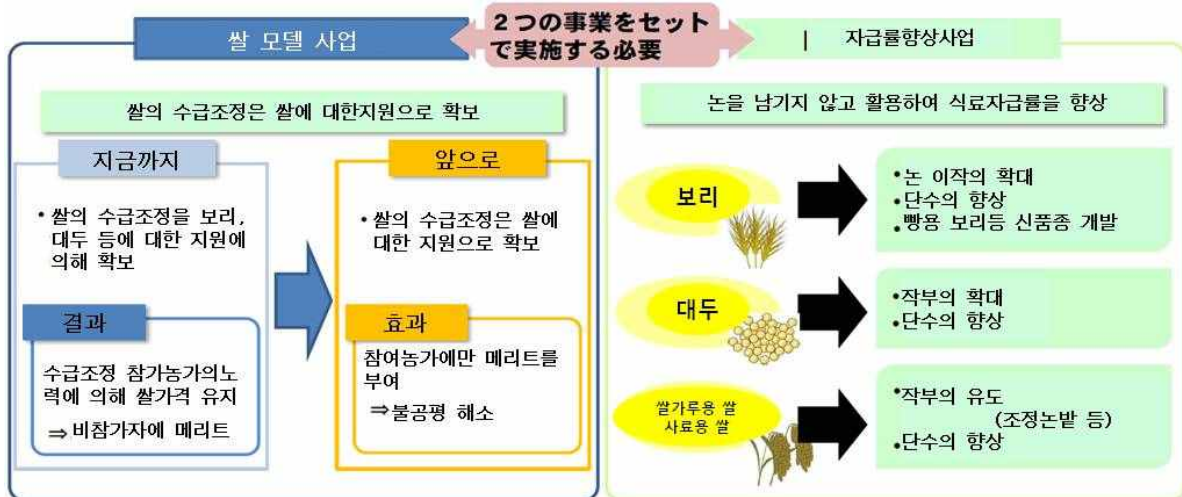 2つの事業をセット
で実施する必要
쌀 모델 사업
쌀의 수급조정은 쌀에 대한지원으로 확보
지금까지
• 쌀의 수급조정을 보리,
대두 등에 대한 지원에
의해 확보
결과
수급조정 참가농가의노
력에 의해 쌀가격 유지
⇒ 비참가자에 메리트
앞으로
• 쌀의 수급조정은 쌀에
대한 지원으로 확보
효과
참여농가에만 메리트를
부여
⇒불공평 해소
| 자급률향상사업
논을 남기지 않고 활용하여 식료자급률을 향상
보리
•논 이작의 확대
•단수의 향상
•빵용 보리등 신품종 개발
대두
•작부의 확대
•단수의 향상
쌀가루용 쌀
사료용 쌀
•작부의 유도
(조정논밭 등)
•단수의 향상